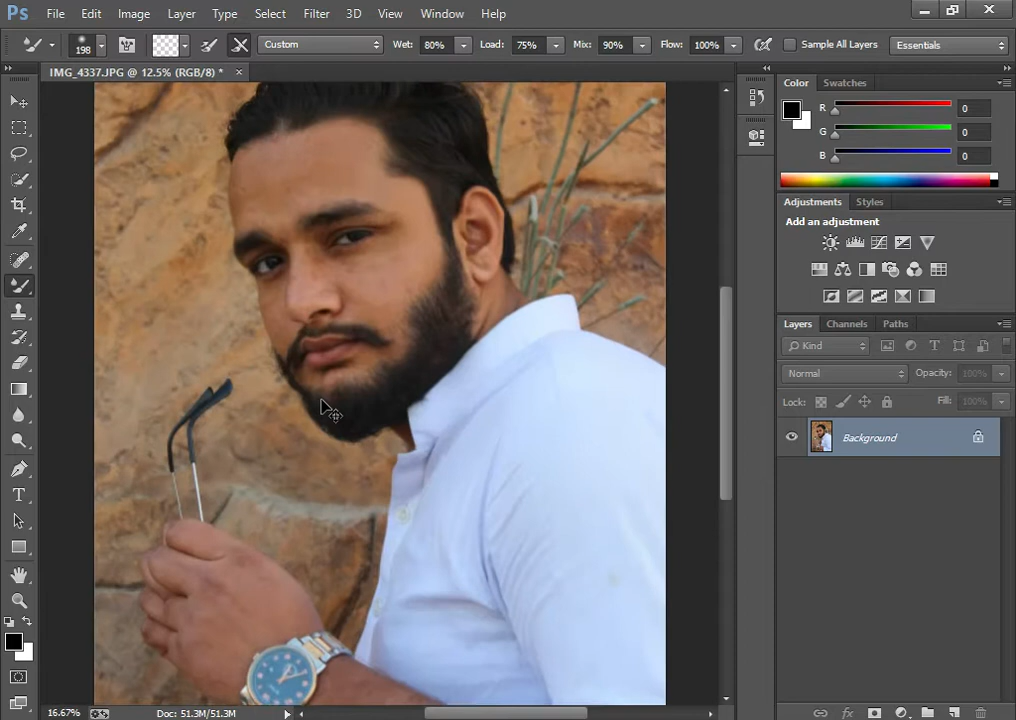 Ps File Edit Image Layer Type Select Filter 3D View Window Help
198 Custom Wet: 80% Load: 75% Mix: 90% Flow: 100% Sample All Layers Essentials
IMG_4337.JPG @ 12.5% (RGB/8) * ×
Color Swatches
R 0
G 0
B 0
Adjustments Styles
Add an adjustment
Layers Channels Paths
Kind T
Normal Opacity: 100%
Lock: Fill: 100%
Background
T
fx
16.67% Doc: 51.3M/51.3M